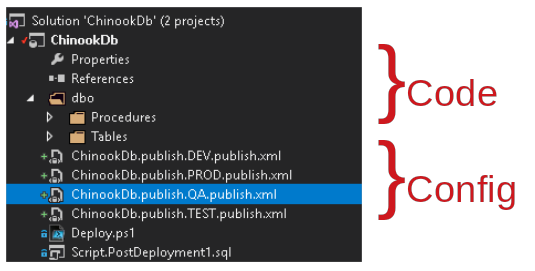 Solution 'ChinookDb' (2 projects)
ChinookDb
Properties
References
dbo
Procedures
Tables
ChinookDb.publish.DEV.publish.xml
ChinookDb.publish.PROD.publish.xml
ChinookDb.publish.QA.publish.xml
ChinookDb.publish.TEST.publish.xml
Deploy.ps1
Script.PostDeployment1.sql
Code
Config